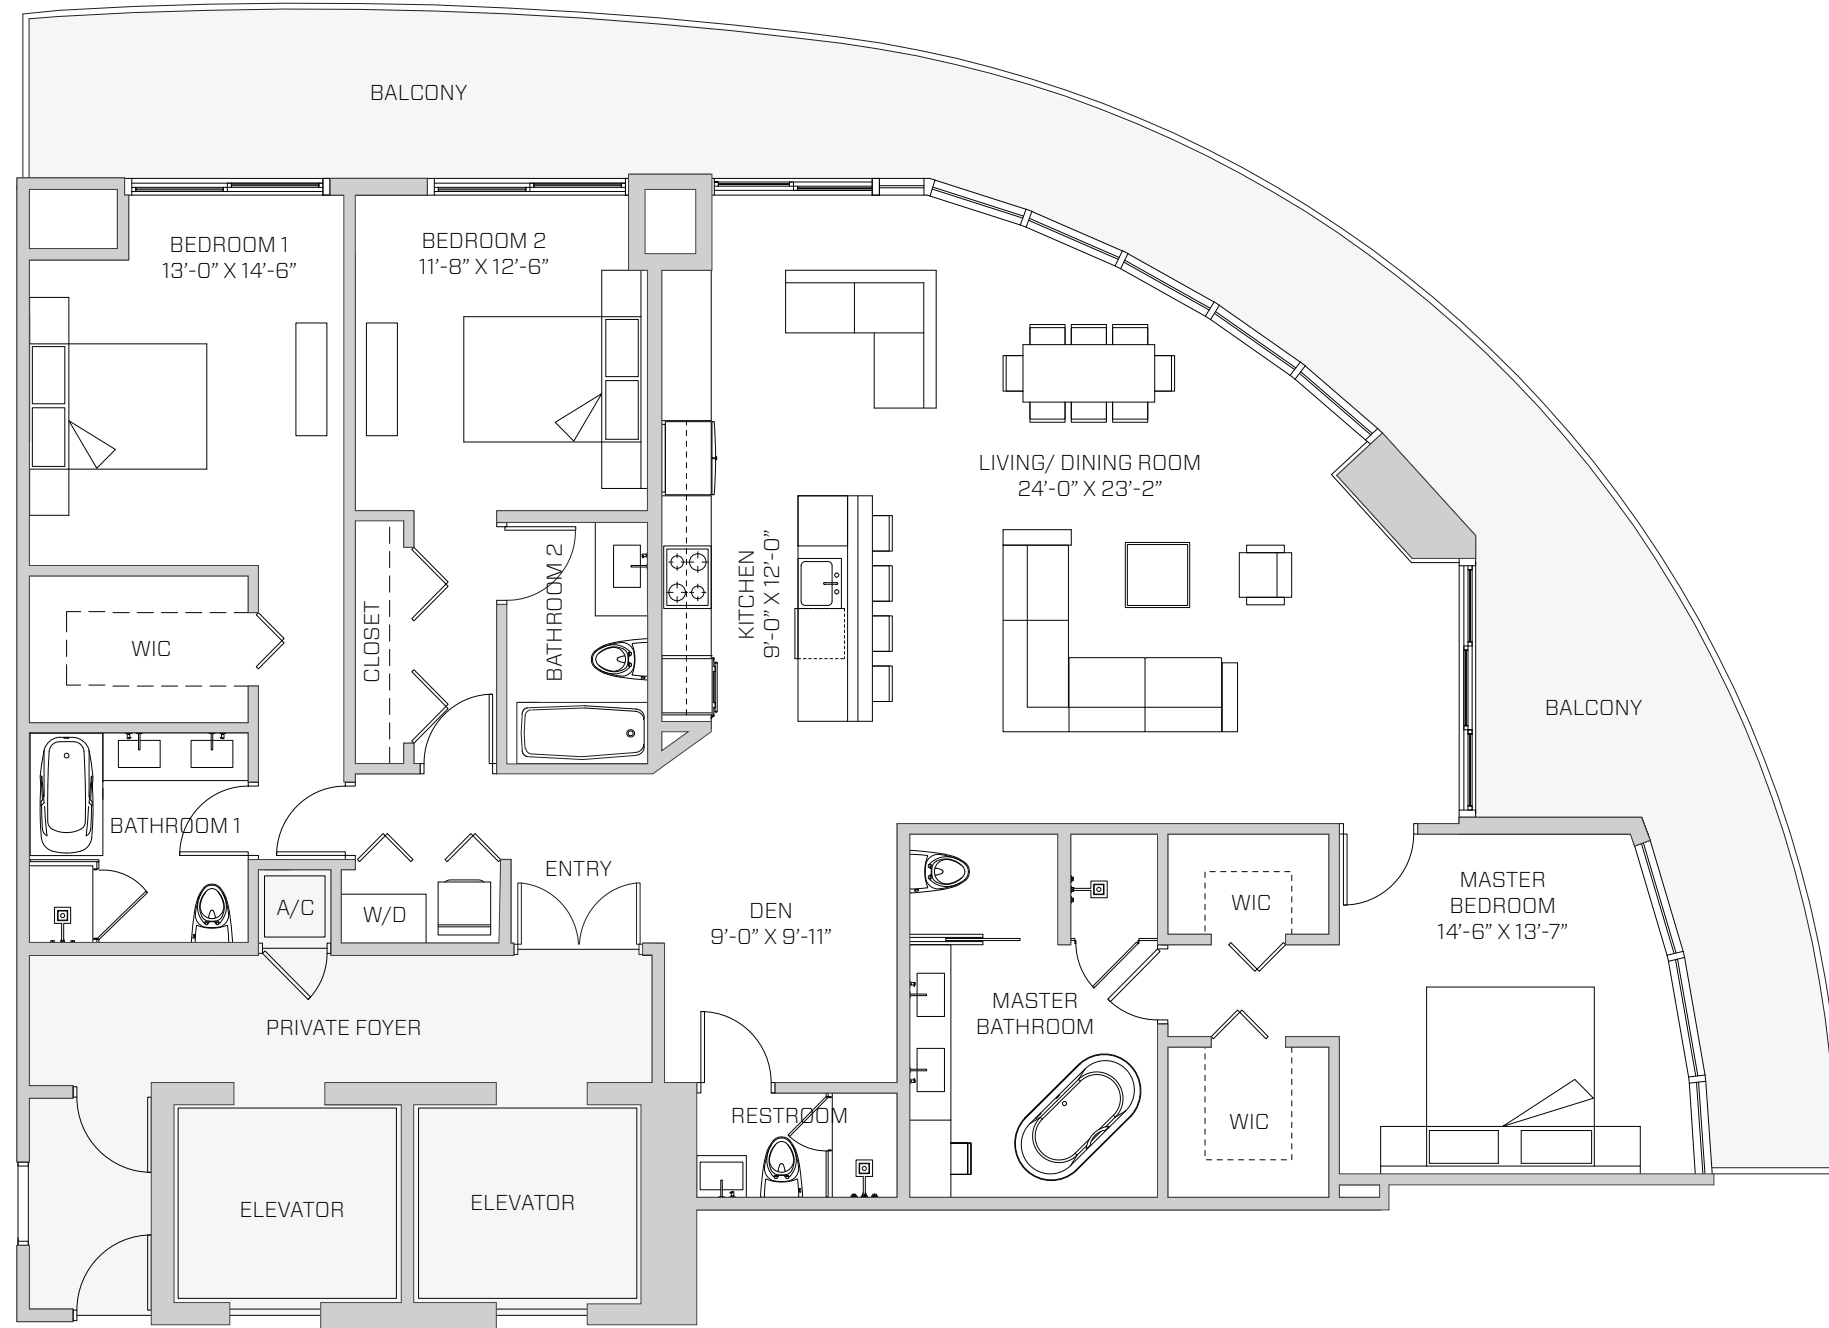 BALCONY
BEDROOM 1
13’-0” X 14’-6”
BEDROOM 2
11’-8” X 12’-6”
LIVING/ DINING ROOM
24’-0” X 23’-2”
KITCHEN
9’-0” X 12’-0”
BATHROOM 2
CLOSET
WIC
BALCONY
BATHROOM 1
ENTRY
A/C
W/D
DEN
9’-0” X 9’-11”
WIC
MASTER
BEDROOM
14’-6” X 13’-7”
MASTER
BATHROOM
PRIVATE FOYER
RESTROOM
WIC
ELEVATOR
ELEVATOR